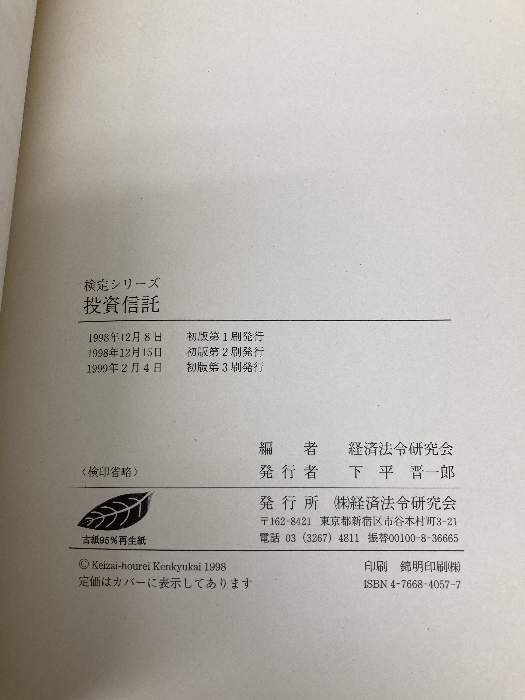 検定シリーズ
投資信託
1998年12月8日　初版第1刷発行
1998年12月15日　初版第2刷発行
1999年2月4日　初版第3刷発行
編　　者　経済法令研究会
〈検印省略〉　発行者　下　平　晋一郎
発行所　㈱経済法令研究会
〒162-8421　東京都新宿区市谷本村町3-21
古紙95%再生紙　電話 03 (3267) 4811　振替00100-8-36665
© Keizai-hourei Kenkyukai 1998　印刷　錦明印刷㈱
定価はカバーに表示してあります　ISBN 4-7668-4057-7